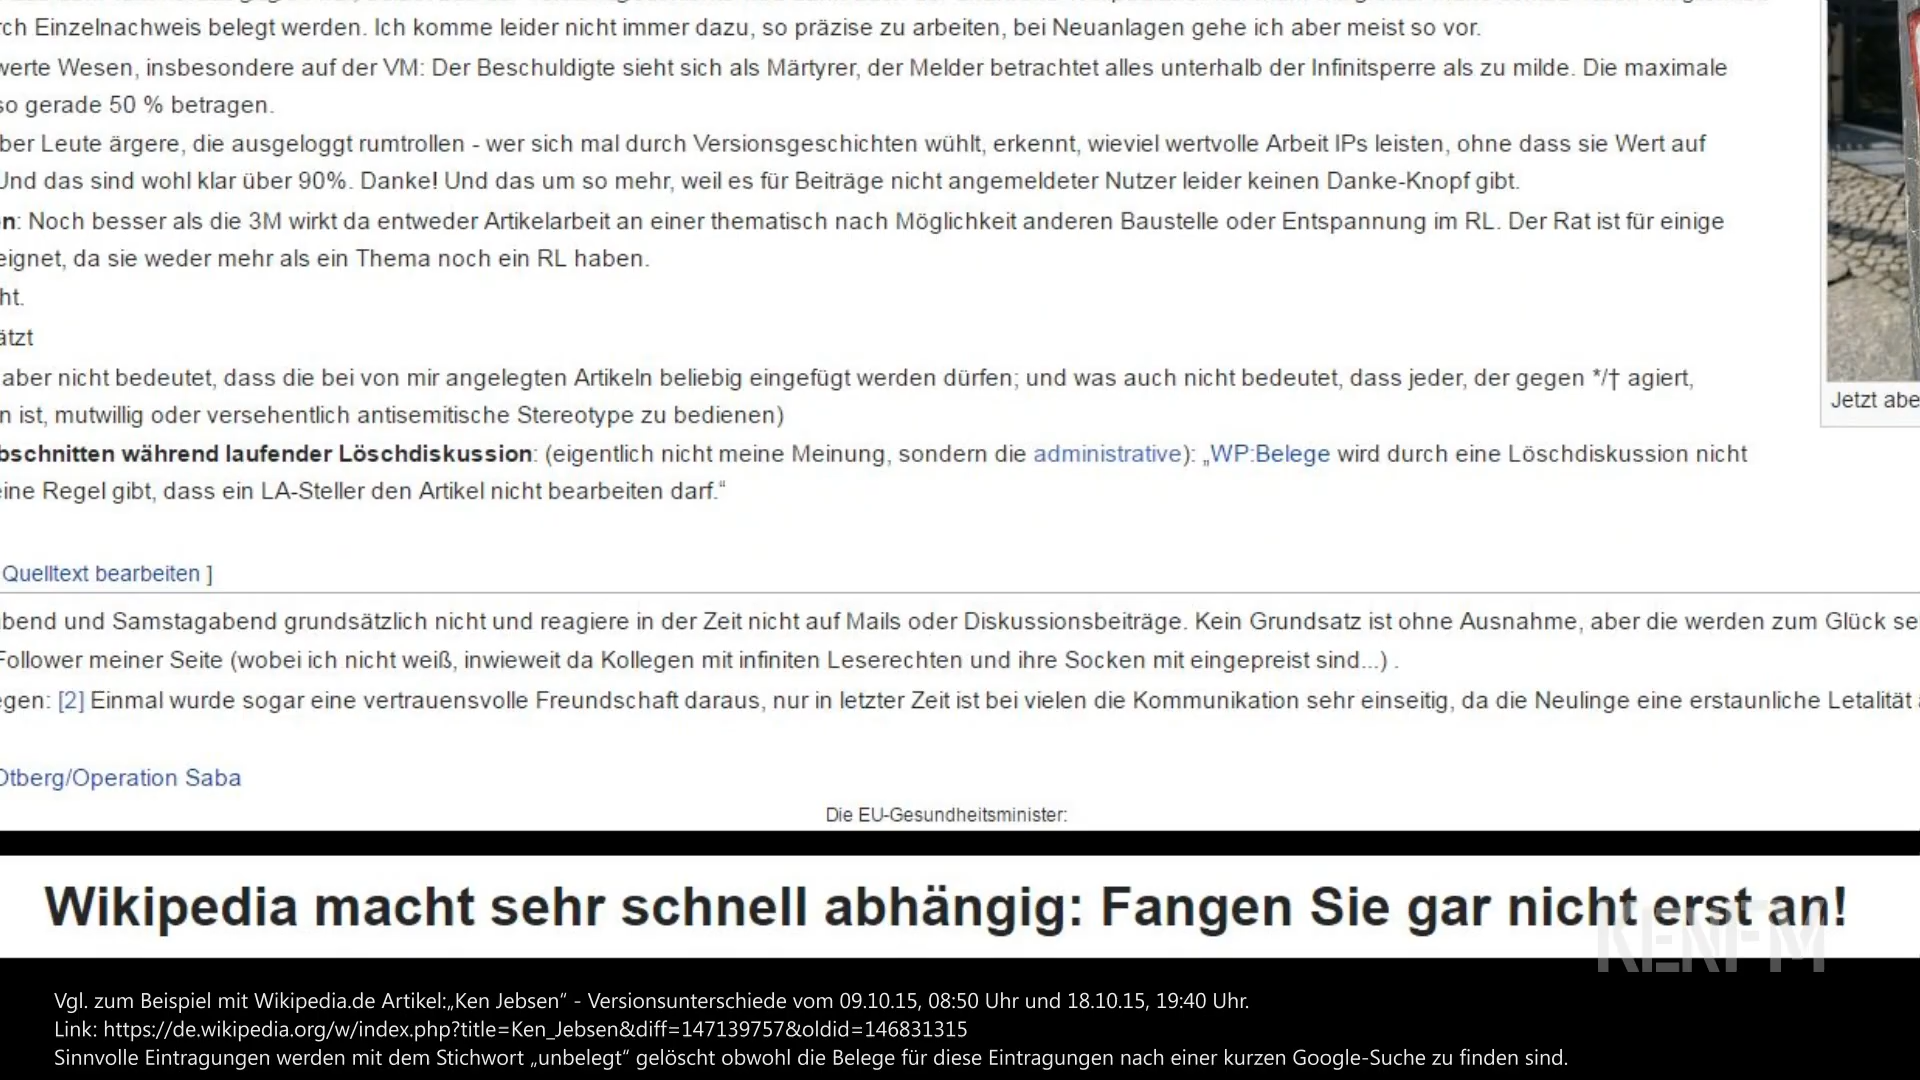 rch Einzelnachweis belegt werden. Ich komme leider nicht immer dazu, so präzise zu arbeiten, bei Neuanlagen gehe ich aber meist so vor.
werte Wesen, insbesondere auf der VM: Der Beschuldigte sieht sich als Märtyrer, der Melder betrachtet alles unterhalb der Infinitsperre als zu milde. Die maximale
so gerade 50 % betragen.
ber Leute ärgere, die ausgeloggt rumtrollen - wer sich mal durch Versionsgeschichten wühlt, erkennt, wieviel wertvolle Arbeit IPs leisten, ohne dass sie Wert auf
Und das sind wohl klar über 90%. Danke! Und das um so mehr, weil es für Beiträge nicht angemeldeter Nutzer leider keinen Danke-Knopf gibt.
en: Noch besser als die 3M wirkt da entweder Artikelarbeit an einer thematisch nach Möglichkeit anderen Baustelle oder Entspannung im RL. Der Rat ist für einige
eignet, da sie weder mehr als ein Thema noch ein RL haben.
ht.
ätzt
aber nicht bedeutet, dass die bei von mir angelegten Artikeln beliebig eingefügt werden dürfen; und was auch nicht bedeutet, dass jeder, der gegen */† agiert,
n ist, mutwillig oder versehentlich antisemitische Stereotype zu bedienen)
Jetzt abe
bschnitten während laufender Löschdiskussion: (eigentlich nicht meine Meinung, sondern die administrative): „WP:Belege wird durch eine Löschdiskussion nicht
eine Regel gibt, dass ein LA-Steller den Artikel nicht bearbeiten darf.“
Quelltext bearbeiten ]
bend und Samstagabend grundsätzlich nicht und reagiere in der Zeit nicht auf Mails oder Diskussionsbeiträge. Kein Grundsatz ist ohne Ausnahme, aber die werden zum Glück se
Follower meiner Seite (wobei ich nicht weiß, inwieweit da Kollegen mit infiniten Leserechten und ihre Socken mit eingepreist sind...) .
egen: [2] Einmal wurde sogar eine vertrauensvolle Freundschaft daraus, nur in letzter Zeit ist bei vielen die Kommunikation sehr einseitig, da die Neulinge eine erstaunliche Letalität
Otberg/Operation Saba
Die EU-Gesundheitsminister:
Wikipedia macht sehr schnell abhängig: Fangen Sie gar nicht erst an!
KENFM
Vgl. zum Beispiel mit Wikipedia.de Artikel:„Ken Jebsen“ - Versionsunterschiede vom 09.10.15, 08:50 Uhr und 18.10.15, 19:40 Uhr.
Link: https://de.wikipedia.org/w/index.php?title=Ken_Jebsen&diff=147139757&oldid=146831315
Sinnvolle Eintragungen werden mit dem Stichwort „unbelegt“ gelöscht obwohl die Belege für diese Eintragungen nach einer kurzen Google-Suche zu finden sind.